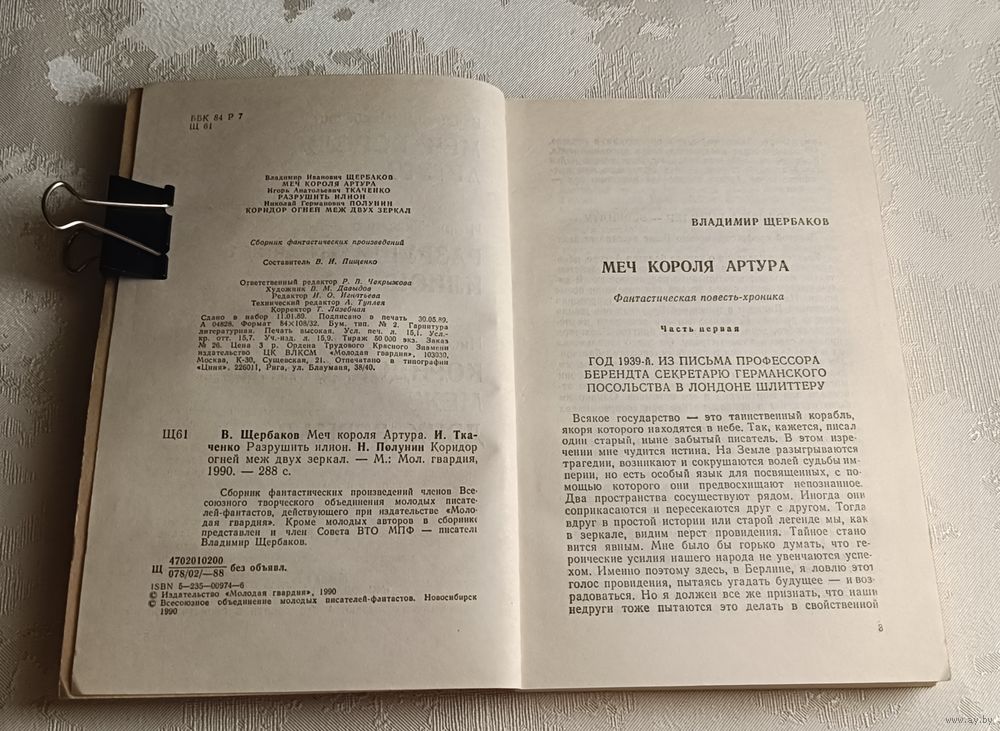 ББК 84 Р 7
Щ 61
Владимир Иванович ЩЕРБАКОВ
МЕЧ КОРОЛЯ АРТУРА
Игорь Анатольевич ТКАЧЕНКО
РАЗРУШИТЬ ИЛИОН
Николай Германович ПОЛУНИН
КОРИДОР ОГНЕЙ МЕЖ ДВУХ ЗЕРКАЛ
Сборник фантастических произведений
Составитель В. И. Пищенко
Ответственный редактор Р. В. Чекрыжова
Художник В. М. Давыдов
Редактор И. О. Игнатьева
Технический редактор А. Туплея
Корректор Т. Лазебная
Сдано в набор 11.01.89. Подписано в печать 30.05.89.
А 04828. Формат 84×108/32. Бум. тип. № 2. Гарнитура
литературная. Печать высокая. Усл. печ. л. 15,1. Усл.-
кр. отт. 15,7. Уч.-изд. л. 15,9. Тираж 50 000 экз. Заказ
№ 26. Цена 3 р. Ордена Трудового Красного Знамени
издательство ЦК ВЛКСМ «Молодая гвардия», 103030,
Москва, К-30, Сущевская, 21. Отпечатано в типографии
«Циня». 226011, Рига, ул. Блауманя, 38/40.
Щ61 В. Щербаков Меч короля Артура. И. Тка-
ченко Разрушить илион. Н. Полунин Коридор
огней меж двух зеркал. — М.: Мол. гвардия,
1990. — 288 с.
Сборник фантастических произведений членов Все-
союзного творческого объединения молодых писате-
лей-фантастов, действующего при издательстве «Моло-
дая гвардия». Кроме молодых авторов в сборнике
представлен и член Совета ВТО МПФ — писатель
Владимир Щербаков.
Щ 4702010200
078/02/—88 без объявл.
ISBN 5—235—00974—6
© Издательство «Молодая гвардия», 1990
© Всесоюзное объединение молодых писателей-фантастов. Новосибирск
1990
ВЛАДИМИР ЩЕРБАКОВ
МЕЧ КОРОЛЯ АРТУРА
Фантастическая повесть-хроника
Часть первая
ГОД 1939-Й. ИЗ ПИСЬМА ПРОФЕССОРА
БЕРЕНДТА СЕКРЕТАРЮ ГЕРМАНСКОГО
ПОСОЛЬСТВА В ЛОНДОНЕ ШЛИТТЕРУ
Всякое государство — это таинственный корабль,
якоря которого находятся в небе. Так, кажется, писал
один старый, ныне забытый писатель. В этом изре-
чении мне чудится истина. На Земле разыгрываются
трагедии, возникают и сокрушаются волей судьбы им-
перии, но есть особый язык для посвященных, с по-
мощью которого они предвосхищают непознанное.
Два пространства сосуществуют рядом. Иногда они
соприкасаются и пересекаются друг с другом. Тогда
вдруг в простой истории или старой легенде мы, как
в зеркале, видим перст провидения. Тайное стано-
вится явным. Мне было бы горько думать, что ге-
роические усилия нашего народа не увенчаются успе-
хом. Именно поэтому здесь, в Берлине, я ловлю этот
голос провидения, пытаясь угадать будущее — и воз-
радоваться. Но я должен все же признать, что наши
недруги тоже пытаются это делать в свойственной
www.ay.by